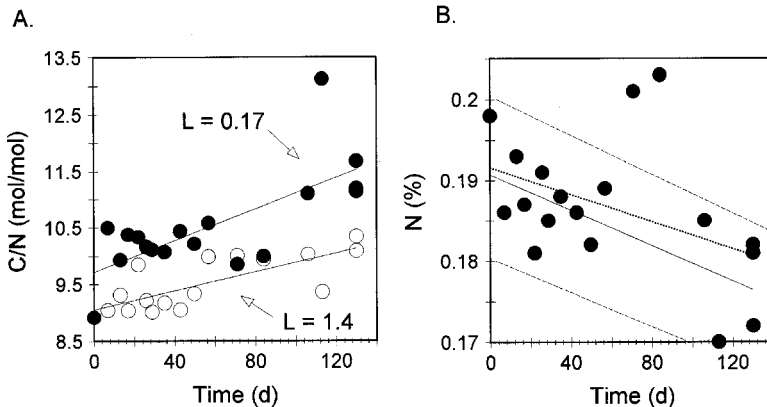 A.
13.5
12.5
11.5
10.5
9.5
8.5
C/N (mol/mol)
L = 0.17
L = 1.4
0 40 80 120
Time (d)
B.
0.2
0.19
0.18
0.17
N (%)
0 40 80 120
Time (d)